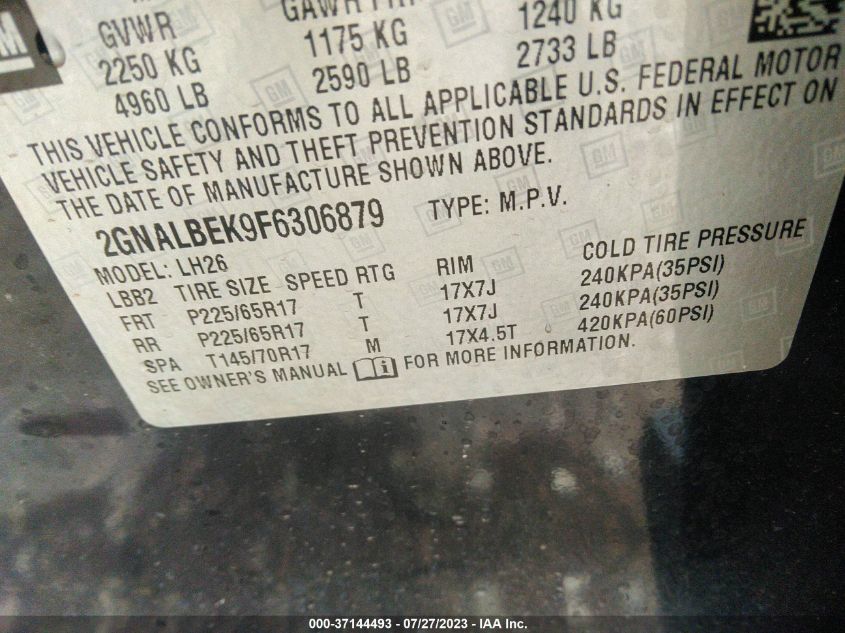 GVWR GAWR FRT
2250 KG 1175 KG 1240 KG
4960 LB 2590 LB 2733 LB
THIS VEHICLE CONFORMS TO ALL APPLICABLE U.S. FEDERAL MOTOR
VEHICLE SAFETY AND THEFT PREVENTION STANDARDS IN EFFECT ON
THE DATE OF MANUFACTURE SHOWN ABOVE.
2GNALBEK9F6306879 TYPE: M.P.V.
MODEL: LH26
LBB2 TIRE SIZE SPEED RTG RIM COLD TIRE PRESSURE
FRT P225/65R17 T 17X7J 240KPA(35PSI)
RR P225/65R17 T 17X7J 240KPA(35PSI)
SPA T145/70R17 M 17X4.5T 420KPA(60PSI)
SEE OWNER'S MANUAL FOR MORE INFORMATION.
000-37144493 - 07/27/2023 - IAA Inc.